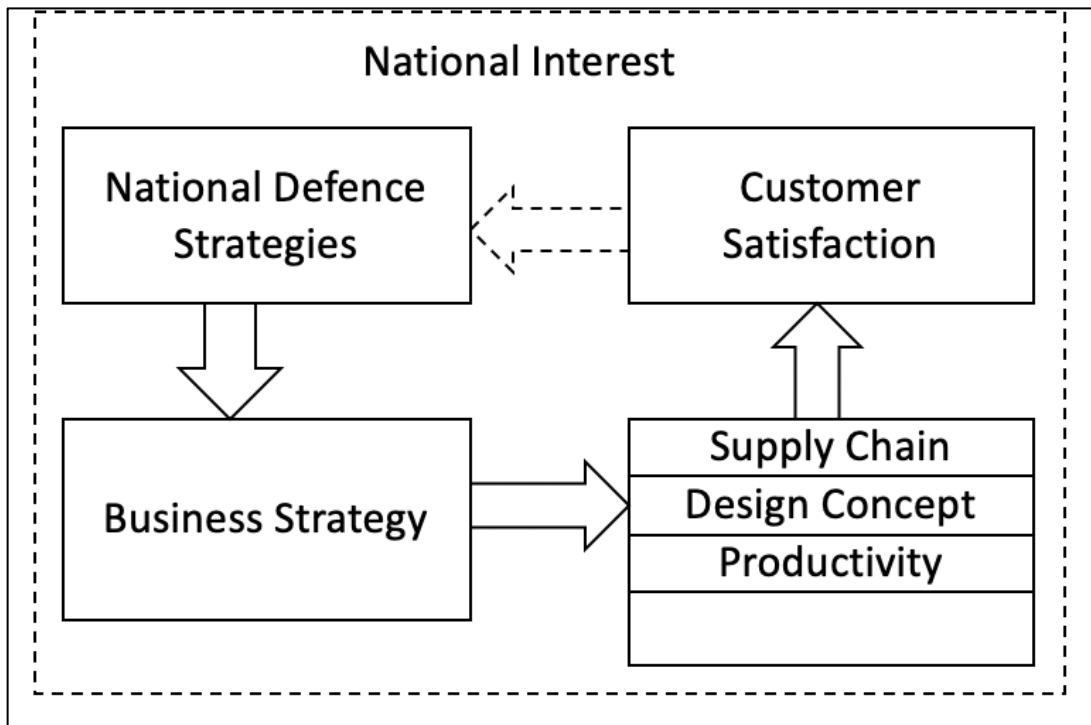 National Interest
National Defence
Strategies
Customer
Satisfaction
Business Strategy
Supply Chain
Design Concept
Productivity